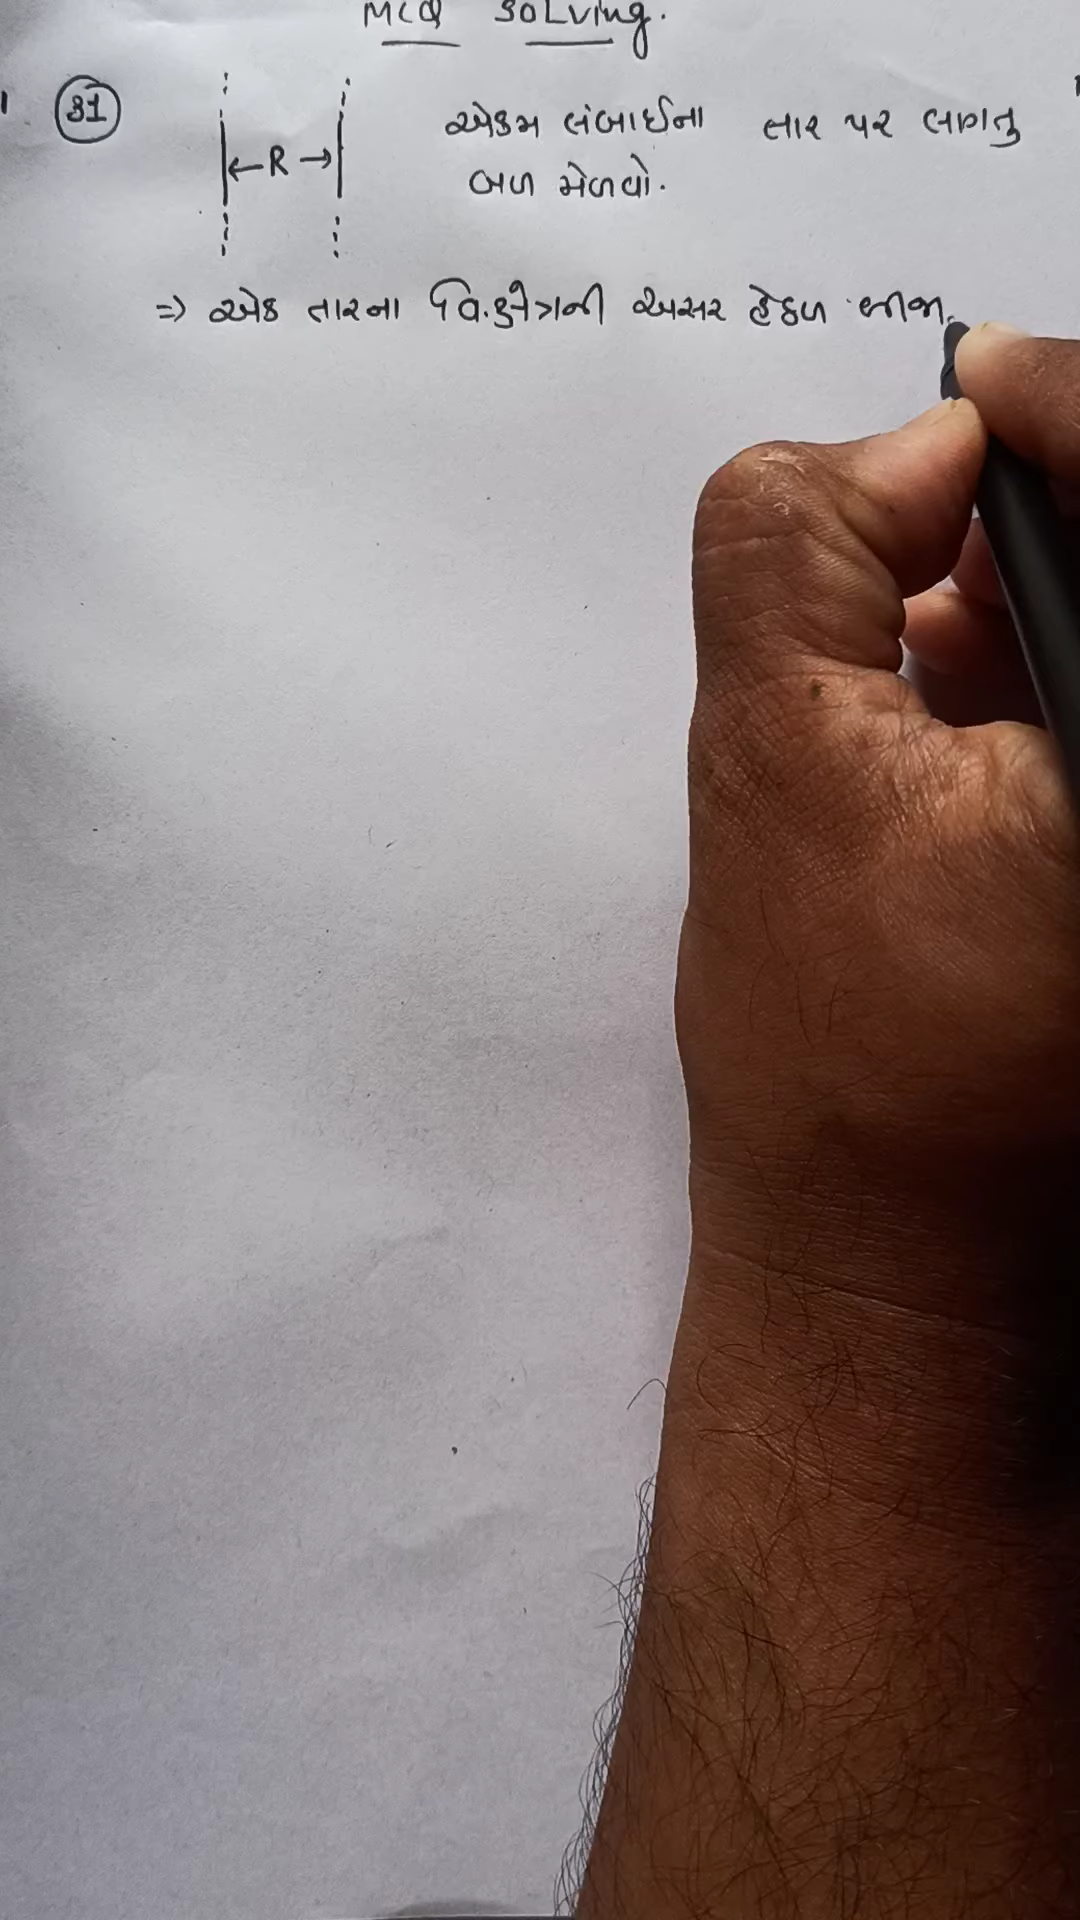 MCQ SOLVING.
31
←R→
એકમ લંબાઈના તાર પર લાગતુ
બળ મેળવો.
⇒ એક તારના વિ.ક્ષેત્રની અસર હેઠળ બીજા